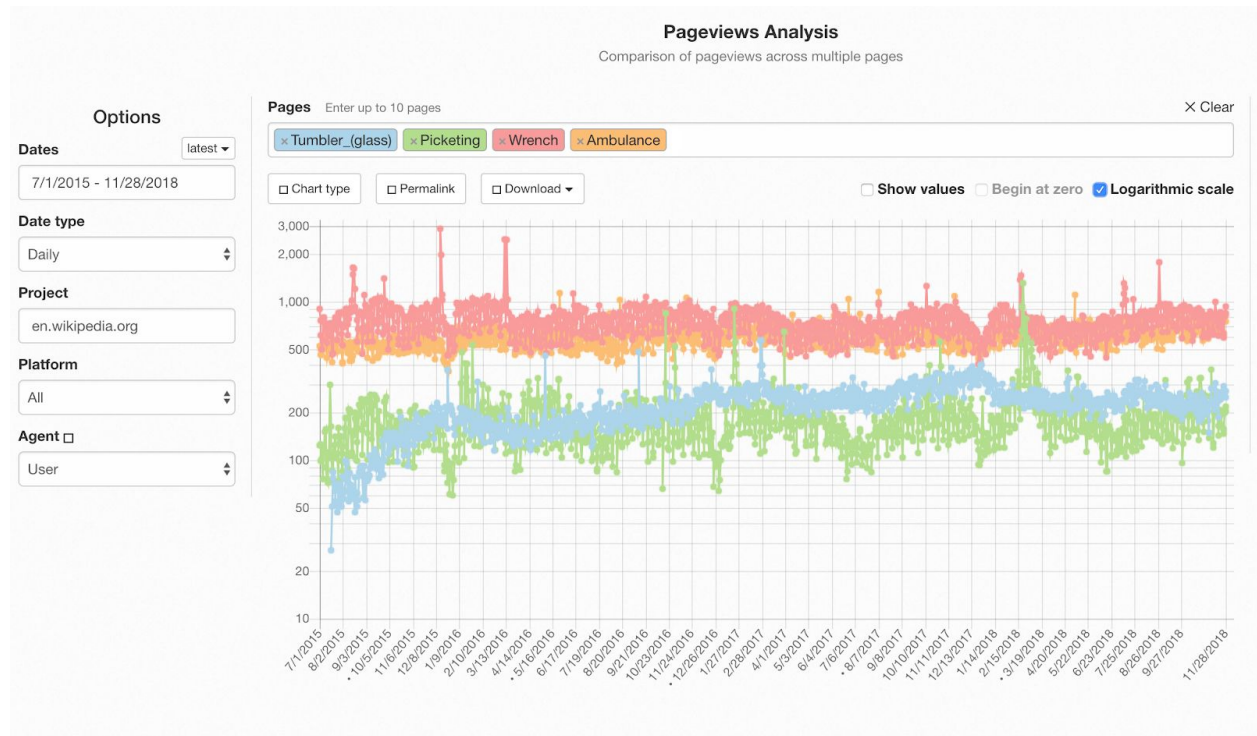 Pageviews Analysis
Comparison of pageviews across multiple pages
Options
Dates
latest
7/1/2015 - 11/28/2018
Date type
Daily
Project
en.wikipedia.org
Platform
All
Agent
User
Pages Enter up to 10 pages
× Clear
× Tumbler_(glass) × Picketing × Wrench × Ambulance
Chart type Permalink Download
Show values Begin at zero Logarithmic scale
3,000
2,000
1,000
500
200
100
50
20
10
7/1/2015 8/2/2015 9/3/2015 • 10/5/2015 11/6/2015 12/8/2015 1/9/2016 2/10/2016 3/13/2016 4/14/2016 • 5/16/2016 6/17/2016 7/19/2016 8/20/2016 9/21/2016 10/23/2016 11/24/2016 • 12/26/2016 1/27/2017 2/28/2017 4/1/2017 5/3/2017 6/4/2017 7/6/2017 • 8/7/2017 9/8/2017 10/10/2017 11/11/2017 12/13/2017 1/14/2018 2/15/2018 • 3/19/2018 4/20/2018 5/22/2018 6/23/2018 7/25/2018 8/26/2018 9/27/2018 11/28/2018